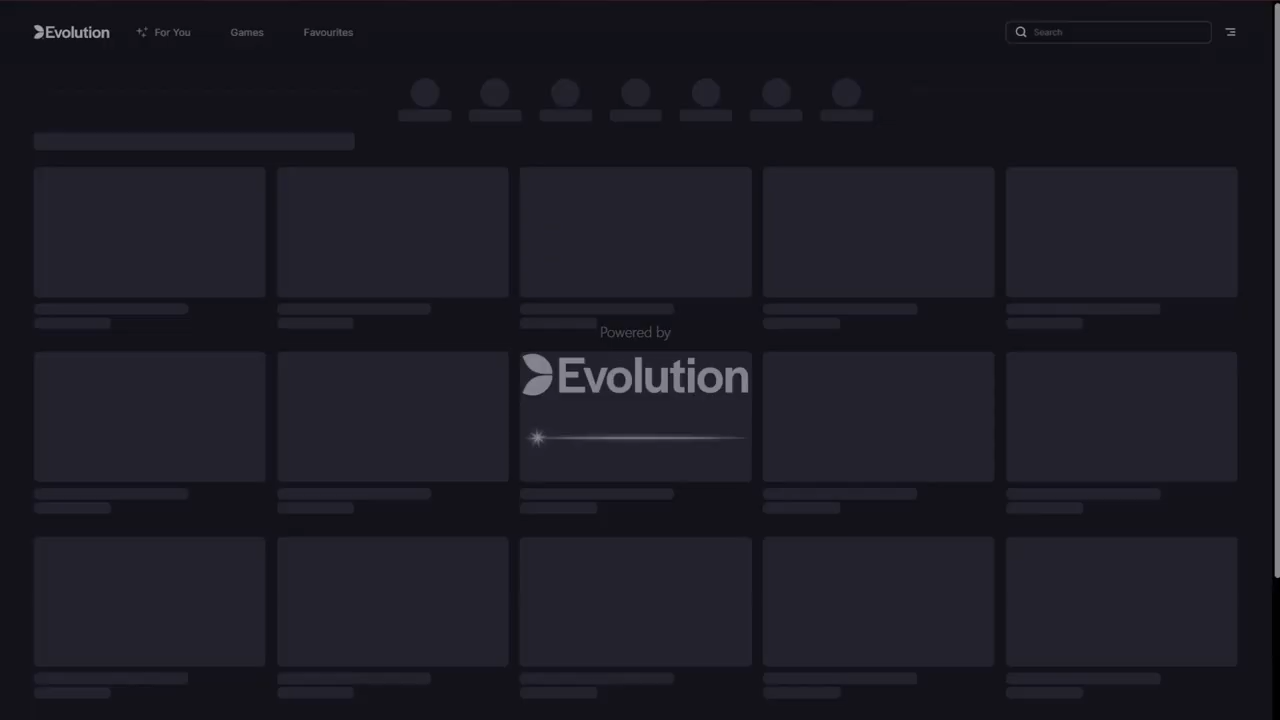 Evolution
For You
Games
Favourites
Search
Powered by
Evolution